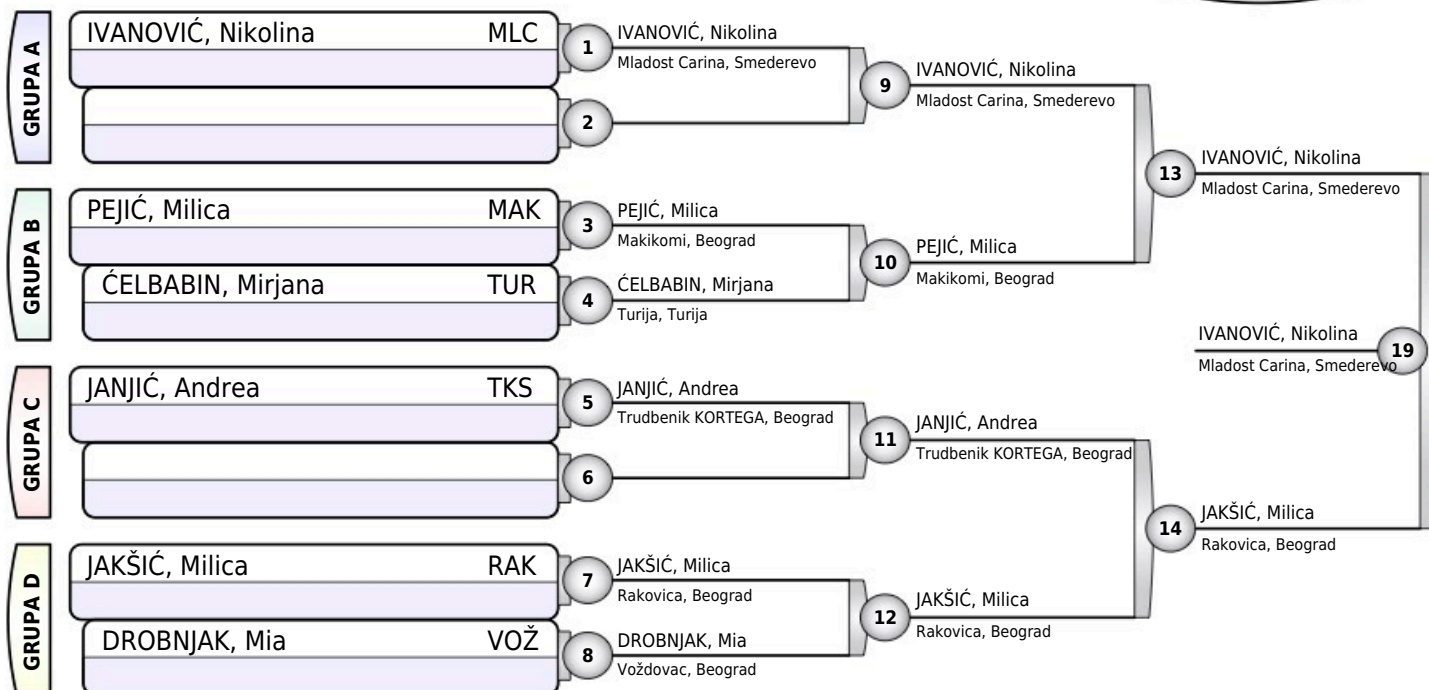 GRUPA A
IVANOVIĆ, Nikolina MLC
1
IVANOVIĆ, Nikolina
Mladost Carina, Smederevo
2
9
IVANOVIĆ, Nikolina
Mladost Carina, Smederevo
GRUPA B
PEJIĆ, Milica MAK
3
PEJIĆ, Milica
Makikomi, Beograd
ĆELBABIN, Mirjana TUR
4
ĆELBABIN, Mirjana
Turija, Turija
10
PEJIĆ, Milica
Makikomi, Beograd
13
IVANOVIĆ, Nikolina
Mladost Carina, Smederevo
GRUPA C
JANJIĆ, Andrea TKS
5
JANJIĆ, Andrea
Trudbenik KORTEGA, Beograd
6
11
JANJIĆ, Andrea
Trudbenik KORTEGA, Beograd
GRUPA D
JAKŠIĆ, Milica RAK
7
JAKŠIĆ, Milica
Rakovica, Beograd
DROBNJAK, Mia VOŽ
8
DROBNJAK, Mia
Voždovac, Beograd
12
JAKŠIĆ, Milica
Rakovica, Beograd
14
JAKŠIĆ, Milica
Rakovica, Beograd
IVANOVIĆ, Nikolina
Mladost Carina, Smederevo
19